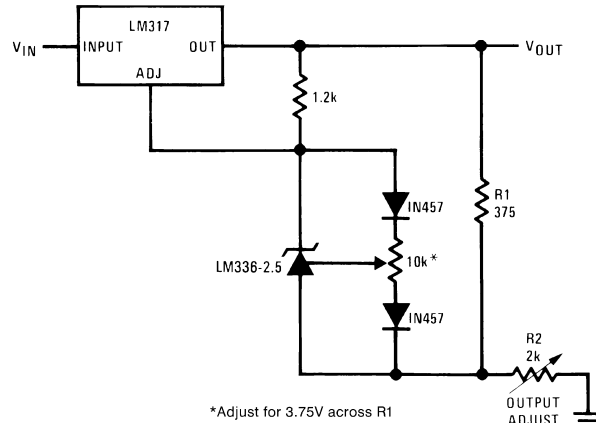 LM317
V_IN INPUT OUT V_OUT
ADJ
1.2k
R1
375
IN457
LM336-2.5 10k*
IN457
R2
2k
*Adjust for 3.75V across R1
OUTPUT
ADJUST